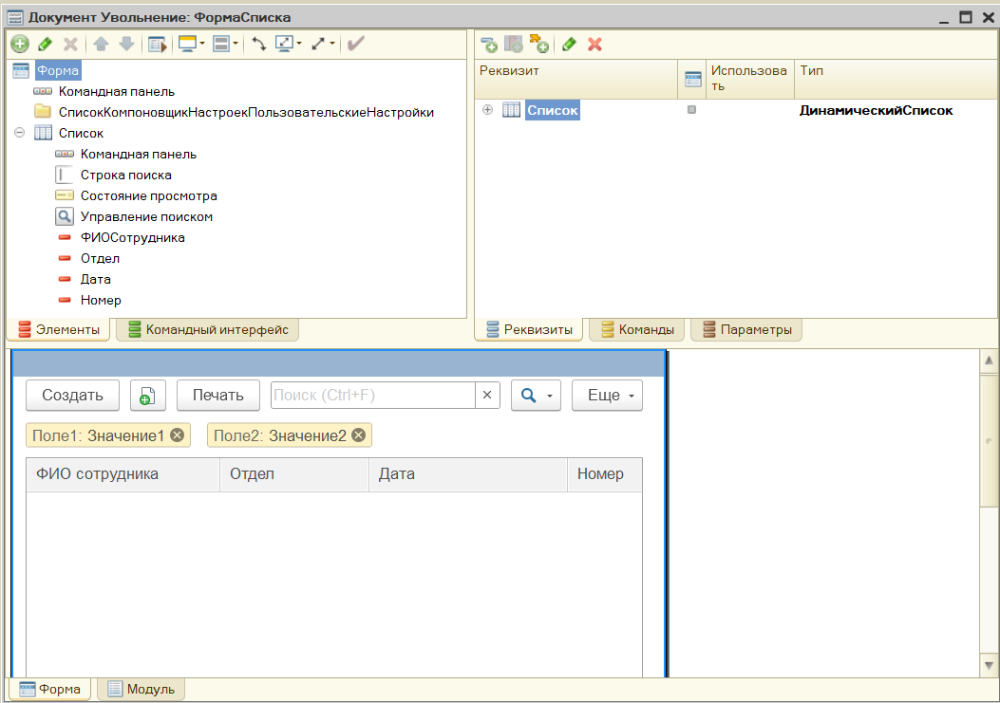 Документ Увольнение: ФормаСписка
Форма
Командная панель
СписокКомпоновщикНастроекПользовательскиеНастройки
Список
Командная панель
Строка поиска
Состояние просмотра
Управление поиском
ФИОСотрудника
Отдел
Дата
Номер
Элементы Командный интерфейс
Реквизит Использова Тип
ть
Список ДинамическийСписок
Реквизиты Команды Параметры
Создать Печать Поиск (Ctrl+F) × Еще
Поле1: Значение1 Поле2: Значение2
ФИО сотрудника Отдел Дата Номер
Форма Модуль